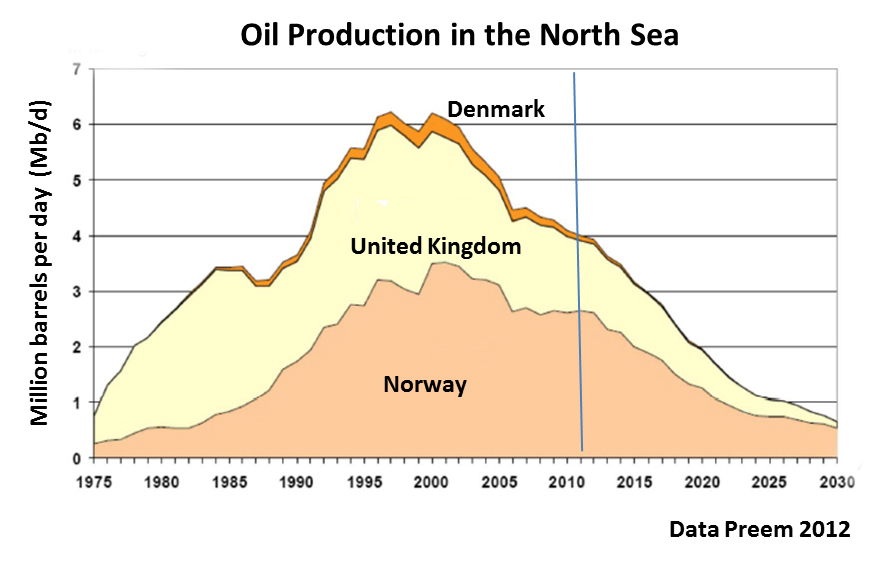 Oil Production in the North Sea
Million barrels per day (Mb/d)
7
6
5
4
3
2
1
0
Denmark
United Kingdom
Norway
1975 1980 1985 1990 1995 2000 2005 2010 2015 2020 2025 2030
Data Preem 2012